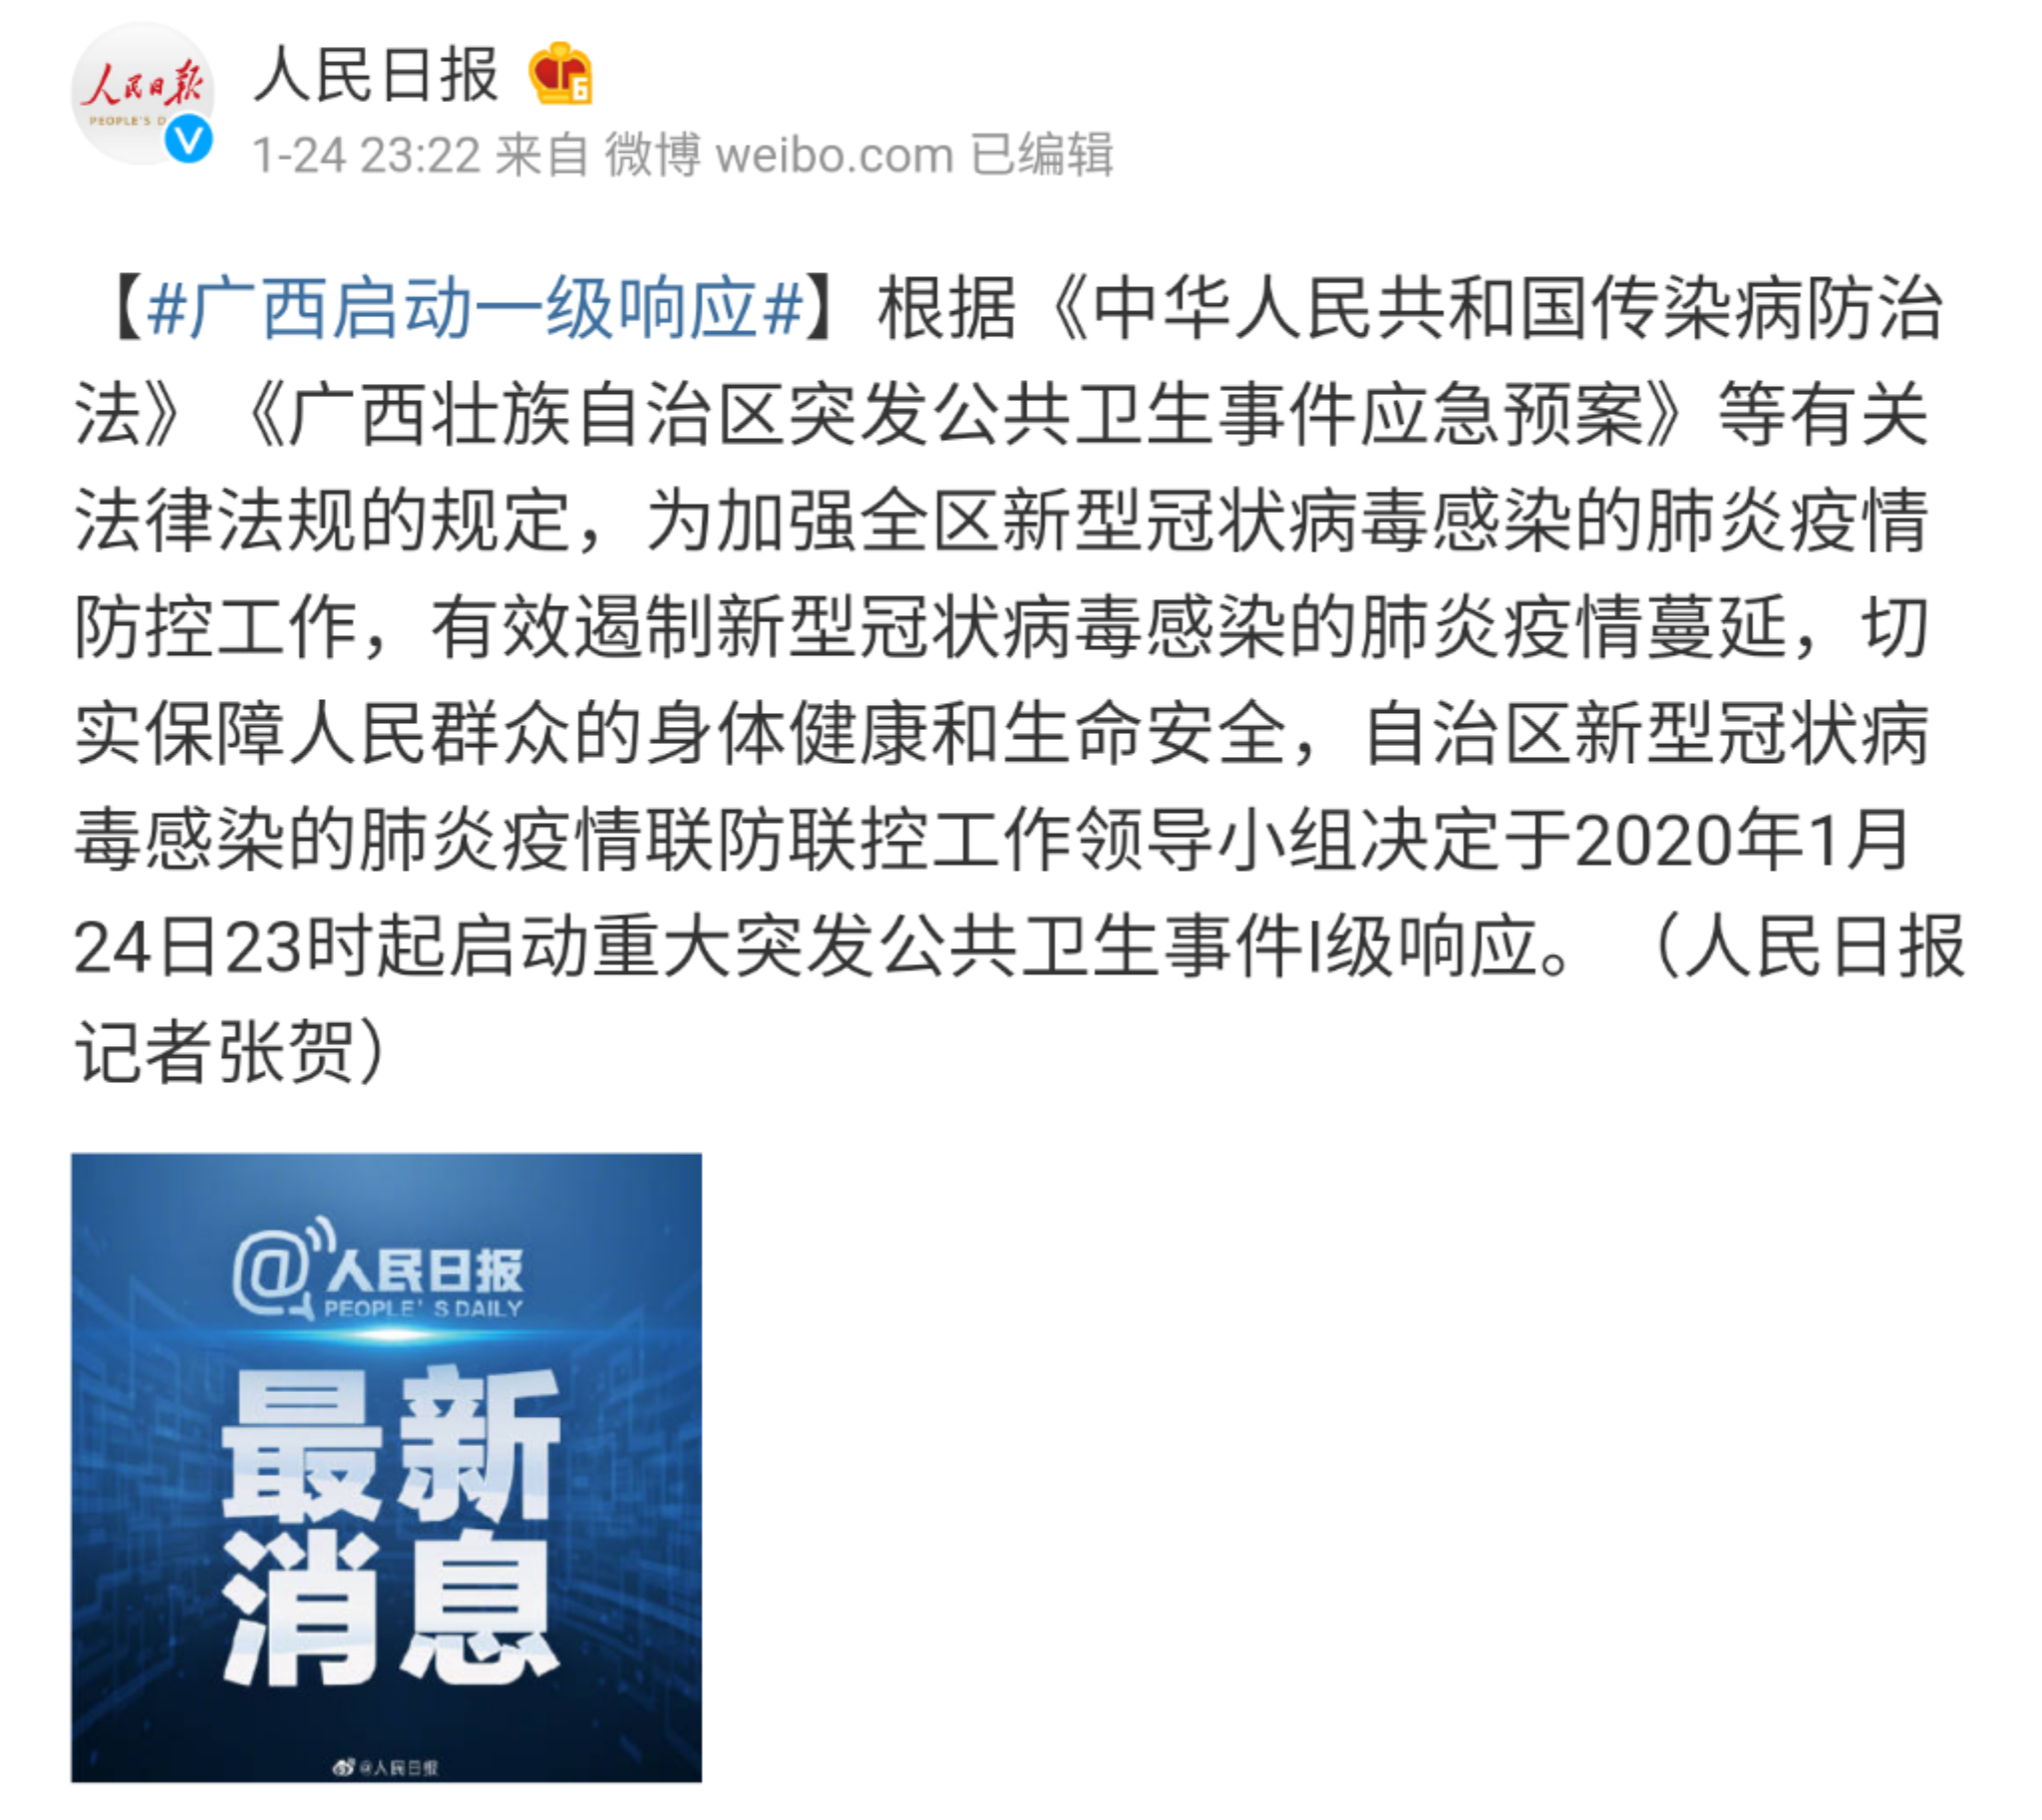 人民日报
PEOPLE'S D
人民日报 6
1-24 23:22 来自 微博 weibo.com 已编辑
【#广西启动一级响应#】 根据《中华人民共和国传染病防治
法》《广西壮族自治区突发公共卫生事件应急预案》等有关
法律法规的规定，为加强全区新型冠状病毒感染的肺炎疫情
防控工作，有效遏制新型冠状病毒感染的肺炎疫情蔓延，切
实保障人民群众的身体健康和生命安全，自治区新型冠状病
毒感染的肺炎疫情联防联控工作领导小组决定于2020年1月
24日23时起启动重大突发公共卫生事件I级响应。（人民日报
记者张贺）
@人民日报
PEOPLE' S DAILY
最新
消息
@人民日报